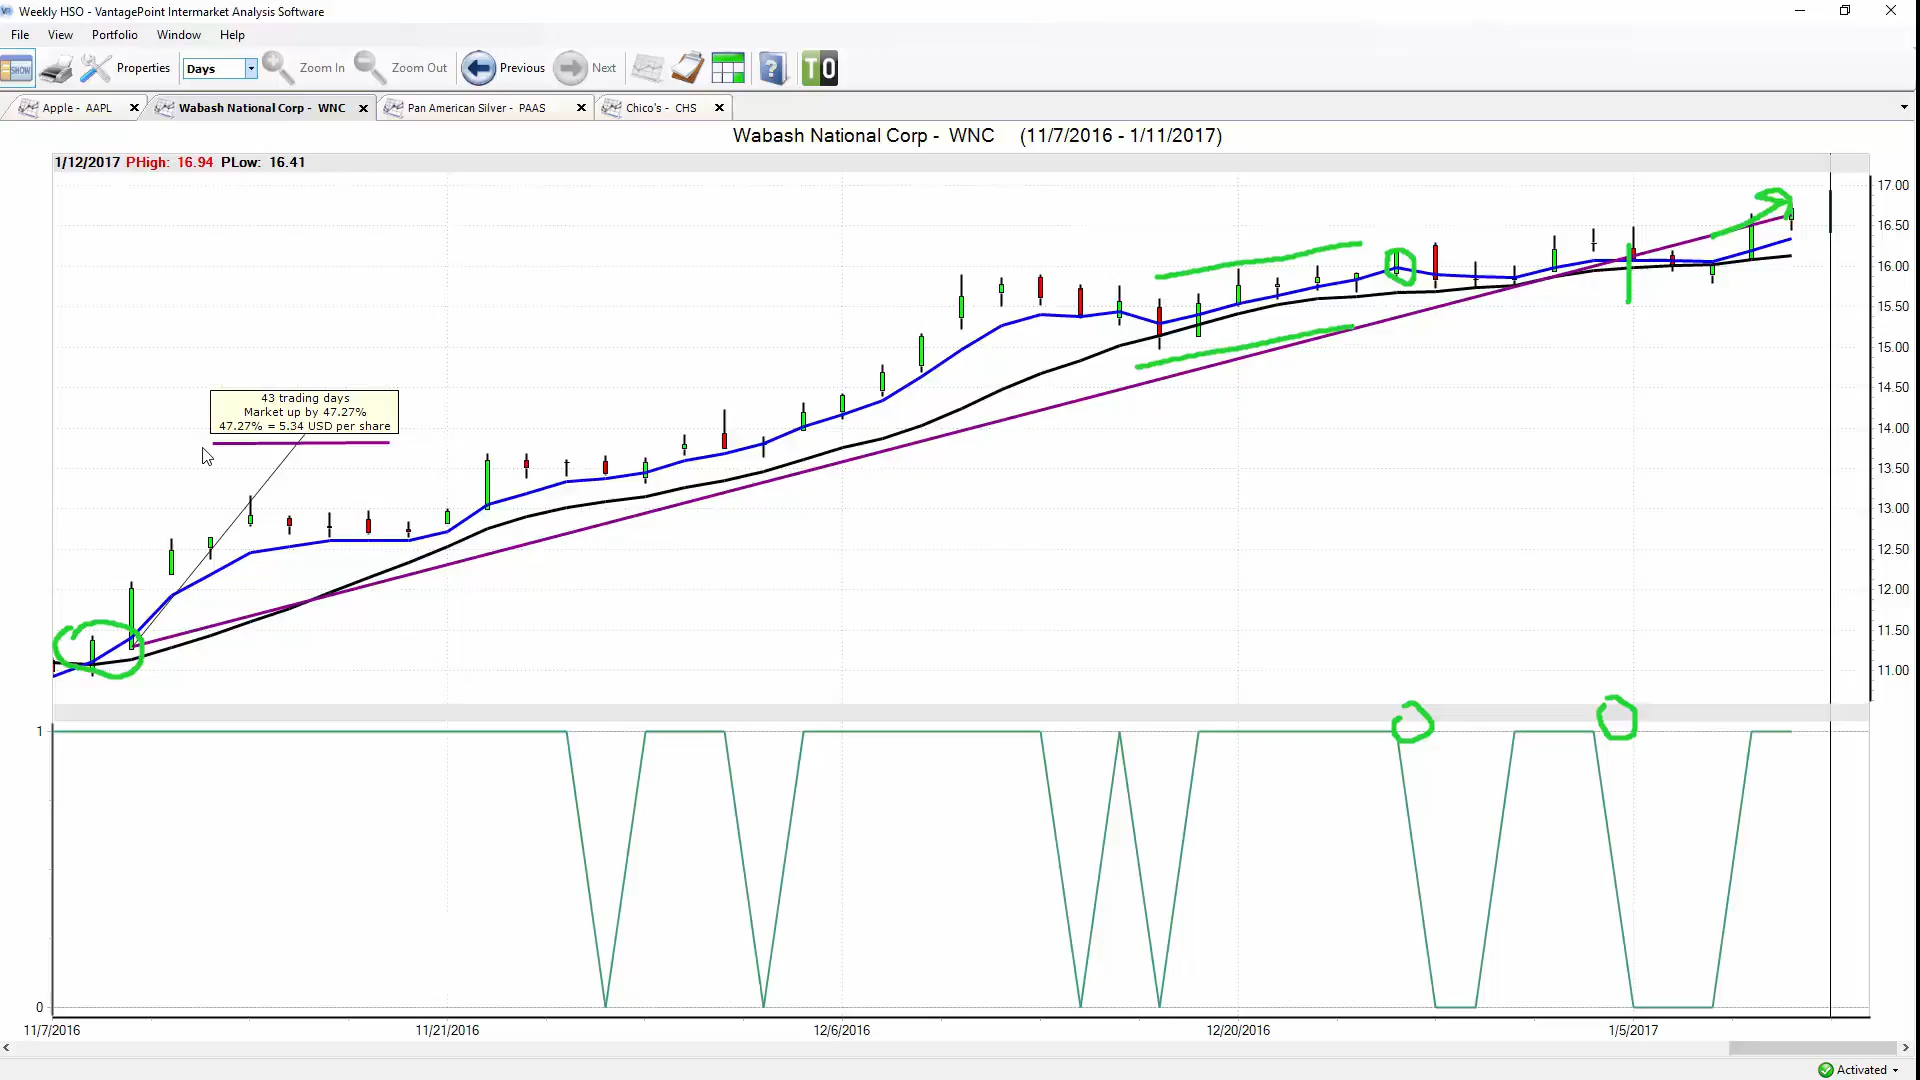 Weekly HSO - VantagePoint Intermarket Analysis Software
File View Portfolio Window Help
SHOW Properties Days Zoom In Zoom Out Previous Next ? TO
Apple - AAPL Wabash National Corp - WNC Pan American Silver - PAAS Chico's - CHS
Wabash National Corp - WNC (11/7/2016 - 1/11/2017)
1/12/2017 PHigh: 16.94 PLow: 16.41
17.00
16.50
16.00
15.50
15.00
14.50
14.00
13.50
13.00
12.50
12.00
11.50
11.00
43 trading days
Market up by 47.27%
47.27% = 5.34 USD per share
1
0
11/7/2016 11/21/2016 12/6/2016 12/20/2016 1/5/2017
Activated